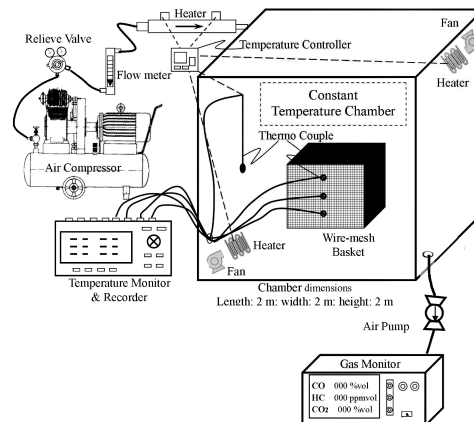 Heater
Fan
Relieve Valve
Temperature Controller
Flow meter
Heater
Constant
Temperature Chamber
Thermo Couple
Air Compressor
Wire-mesh
Basket
Heater
Fan
Temperature Monitor
& Recorder
Chamber dimensions
Length: 2 m: width: 2 m: height: 2 m
Air Pump
Gas Monitor
CO 000 %vol
HC 000 ppmvol
CO2 000 %vol